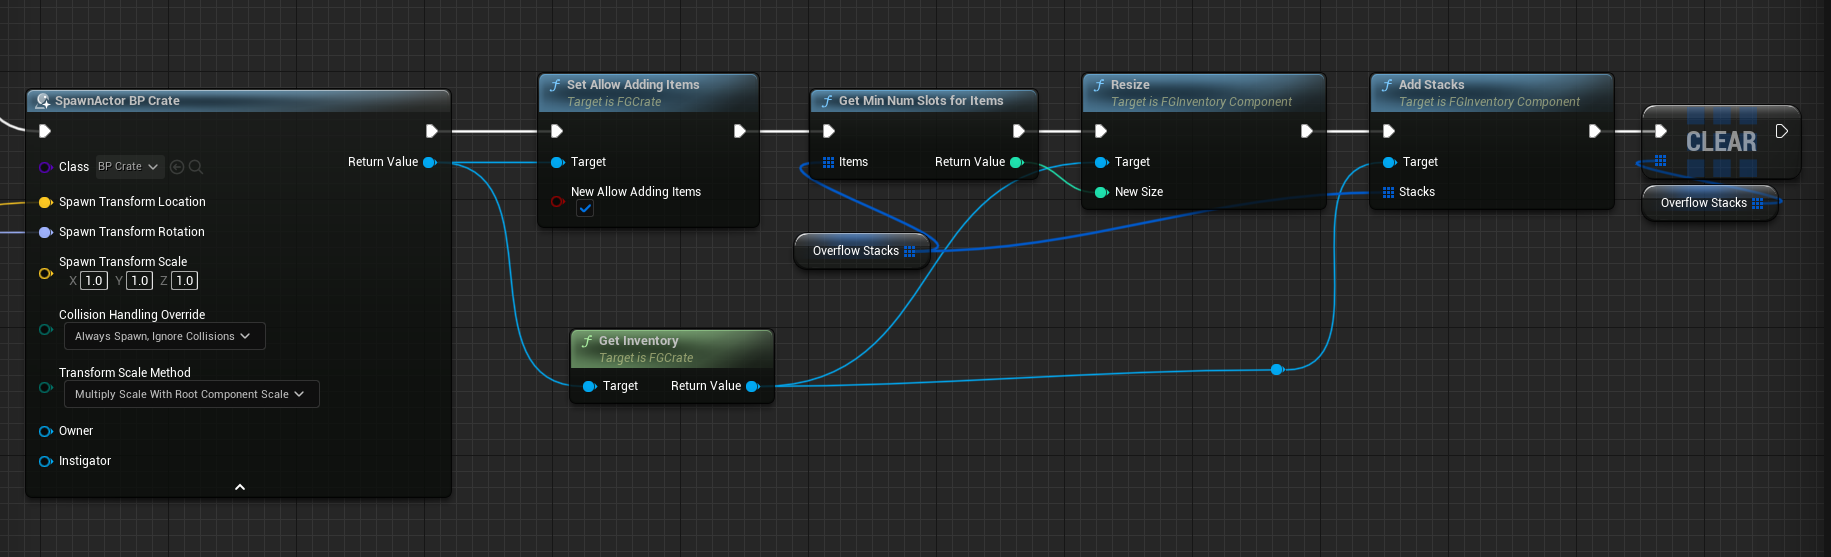 SpawnActor BP Crate
Class BP Crate
Return Value
Spawn Transform Location
Spawn Transform Rotation
Spawn Transform Scale
X 1.0 Y 1.0 Z 1.0
Collision Handling Override
Always Spawn, Ignore Collisions
Transform Scale Method
Multiply Scale With Root Component Scale
Owner
Instigator
f Set Allow Adding Items
Target is FGCrate
Target
New Allow Adding Items
f Get Inventory
Target is FGCrate
Target Return Value
f Get Min Num Slots for Items
Items Return Value
Overflow Stacks
f Resize
Target is FGInventory Component
Target
New Size
f Add Stacks
Target is FGInventory Component
Target
Stacks
CLEAR
Overflow Stacks